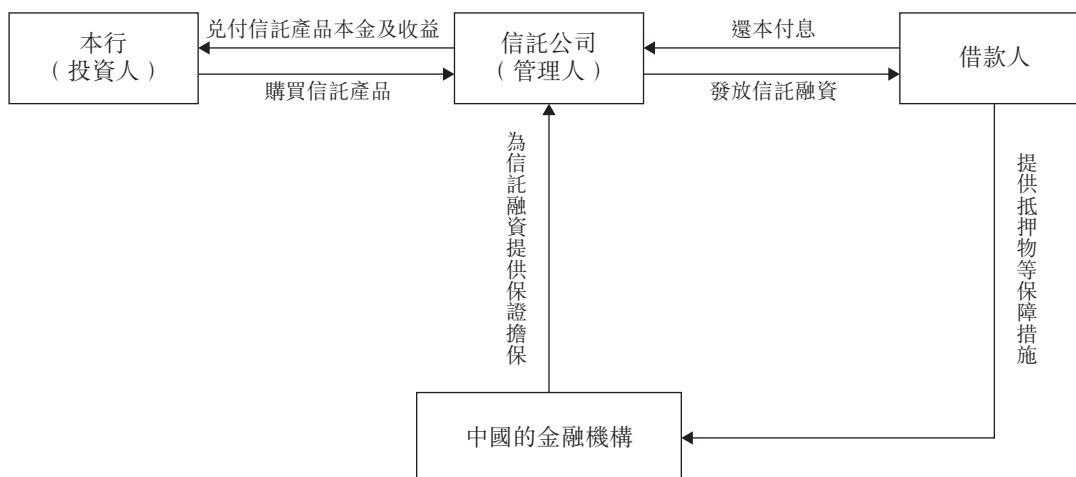 本行
（投資人）
兌付信託產品本金及收益
購買信託產品
信託公司
（管理人）
還本付息
發放信託融資
借款人
為信託融資提供保證擔保
提供抵押物等保障措施
中國的金融機構